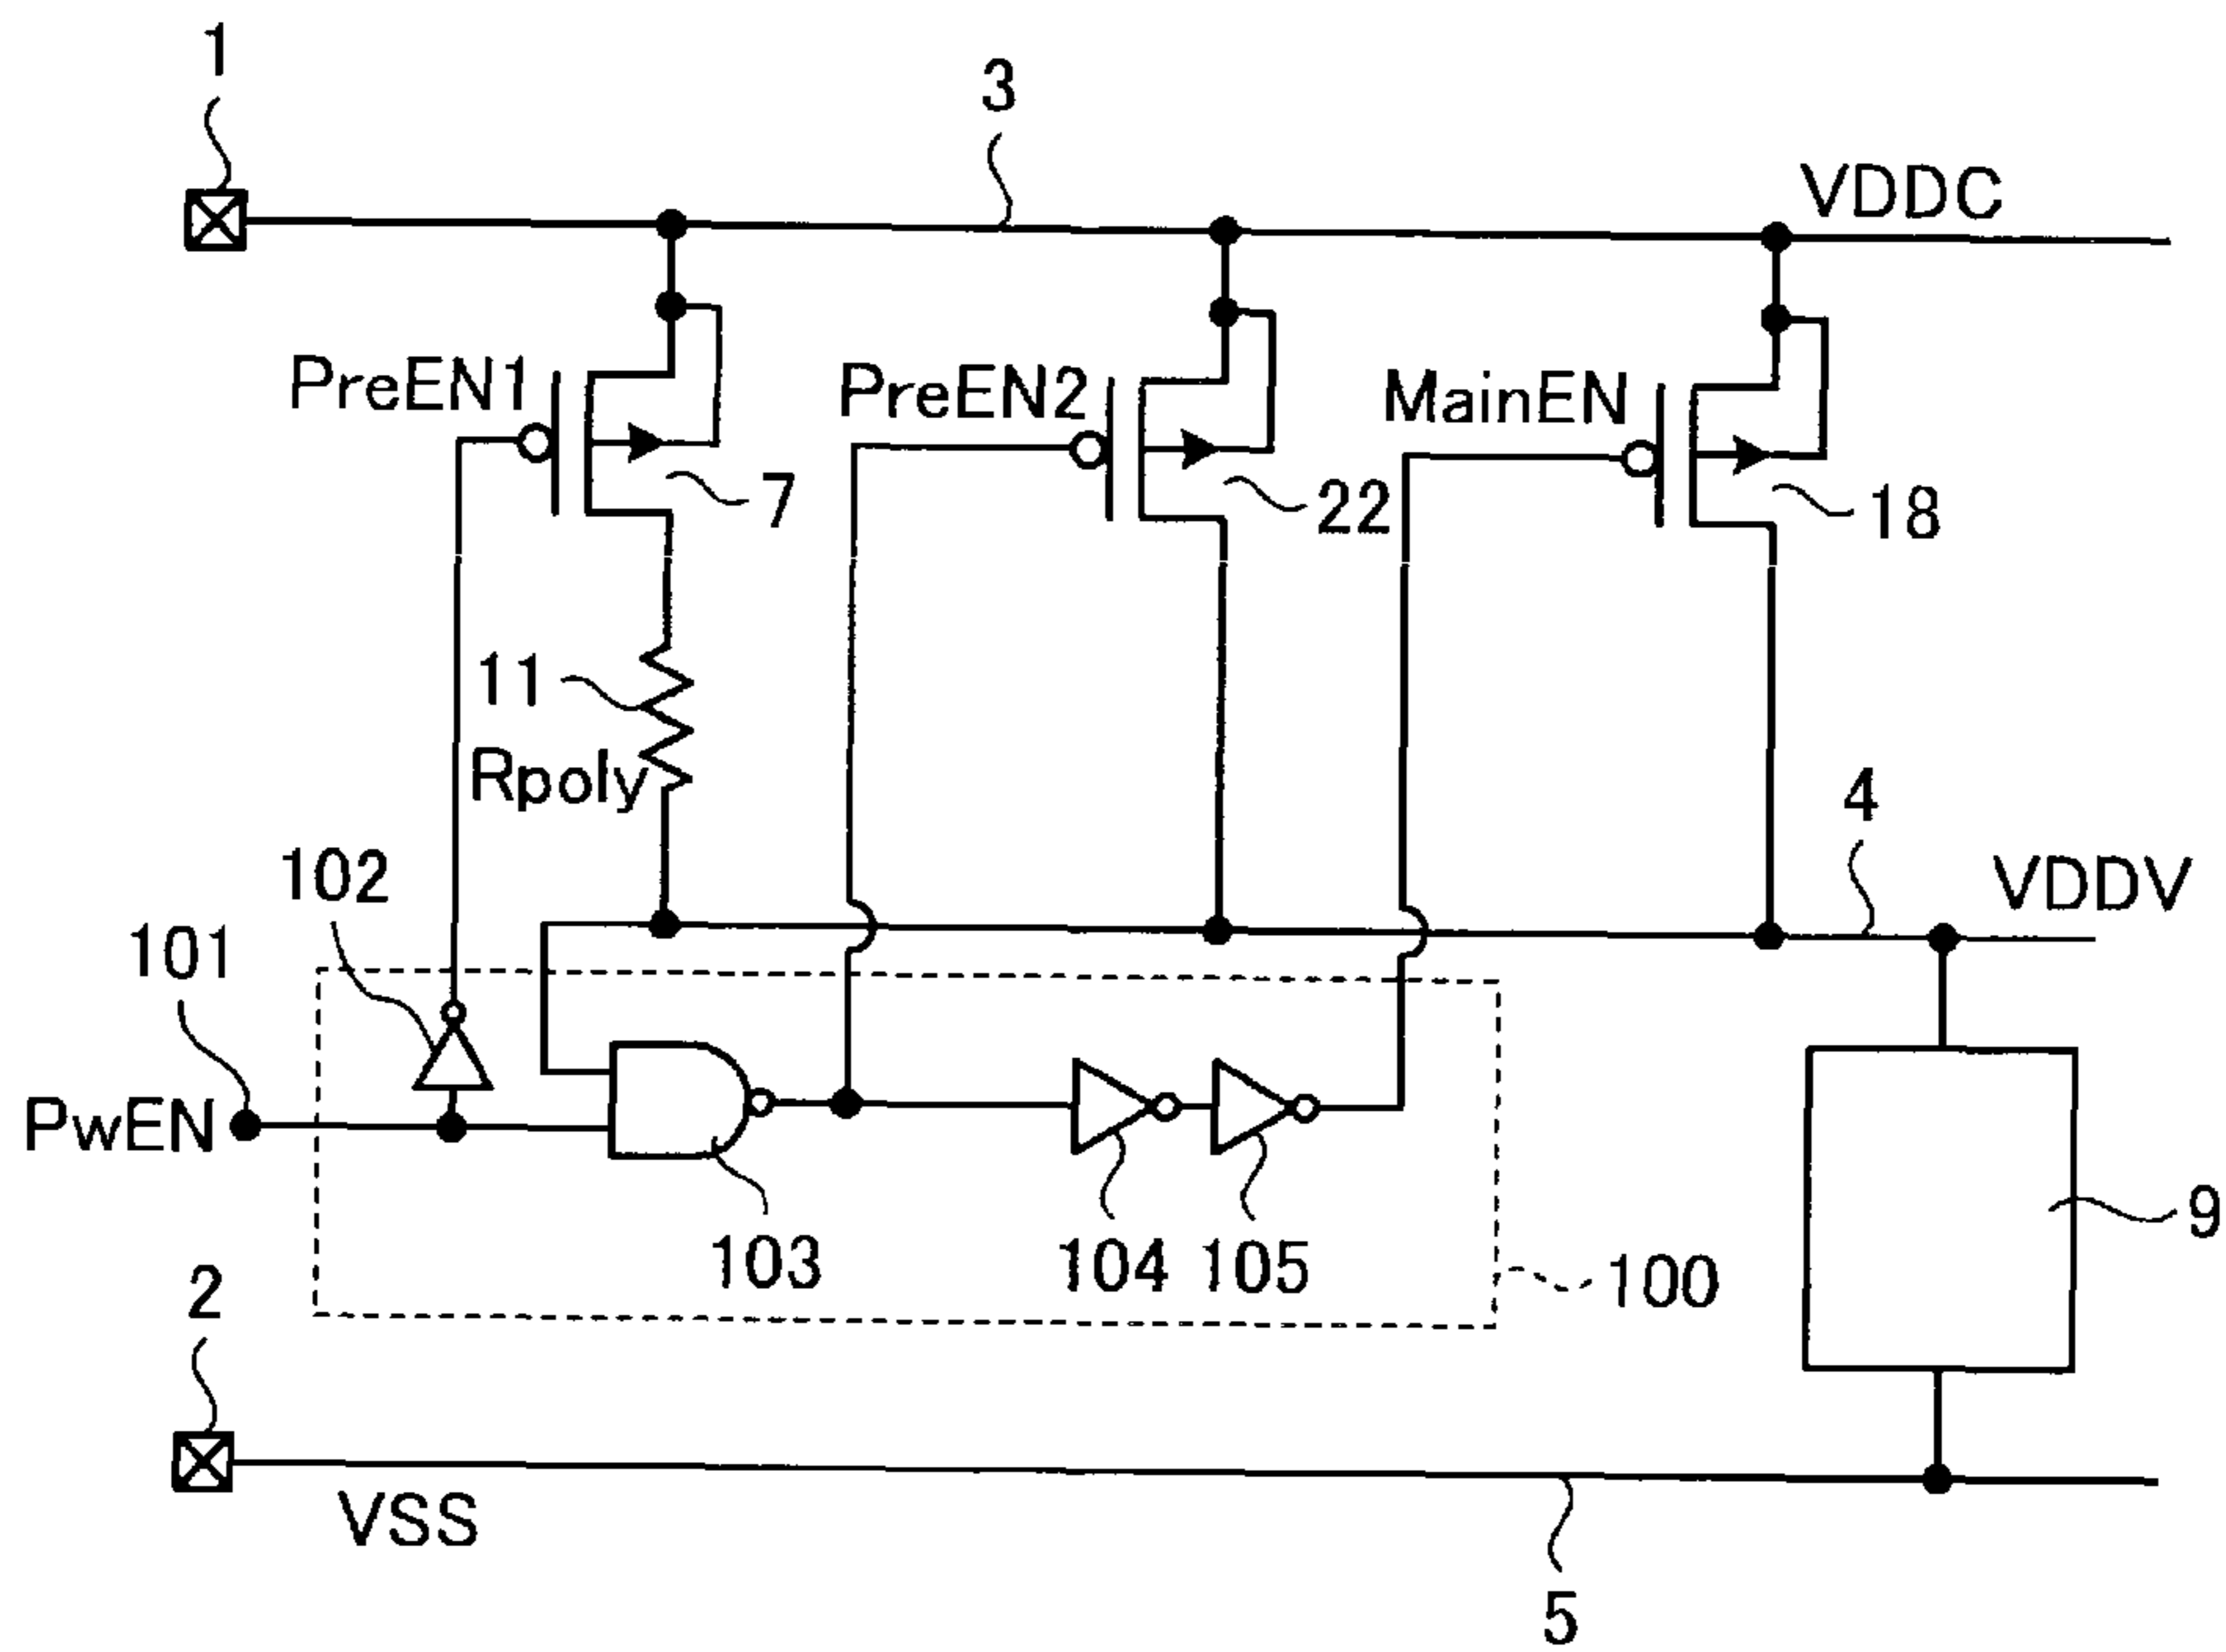 1
3
VDDC
PreEN1
PreEN2
MainEN
7
22
18
11
Rpoly
4
102
VDDV
101
PwEN
9
103
104
105
100
2
VSS
5